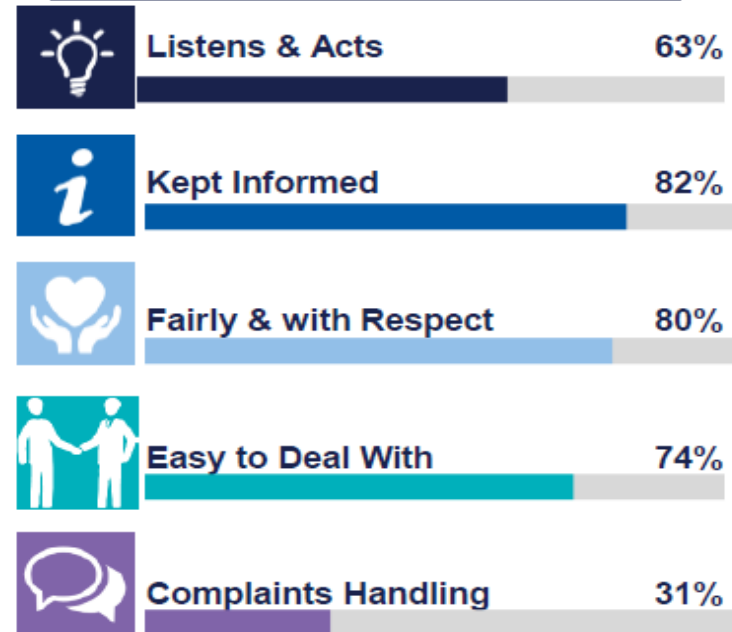 Listens & Acts 63%
Kept Informed 82%
Fairly & with Respect 80%
Easy to Deal With 74%
Complaints Handling 31%